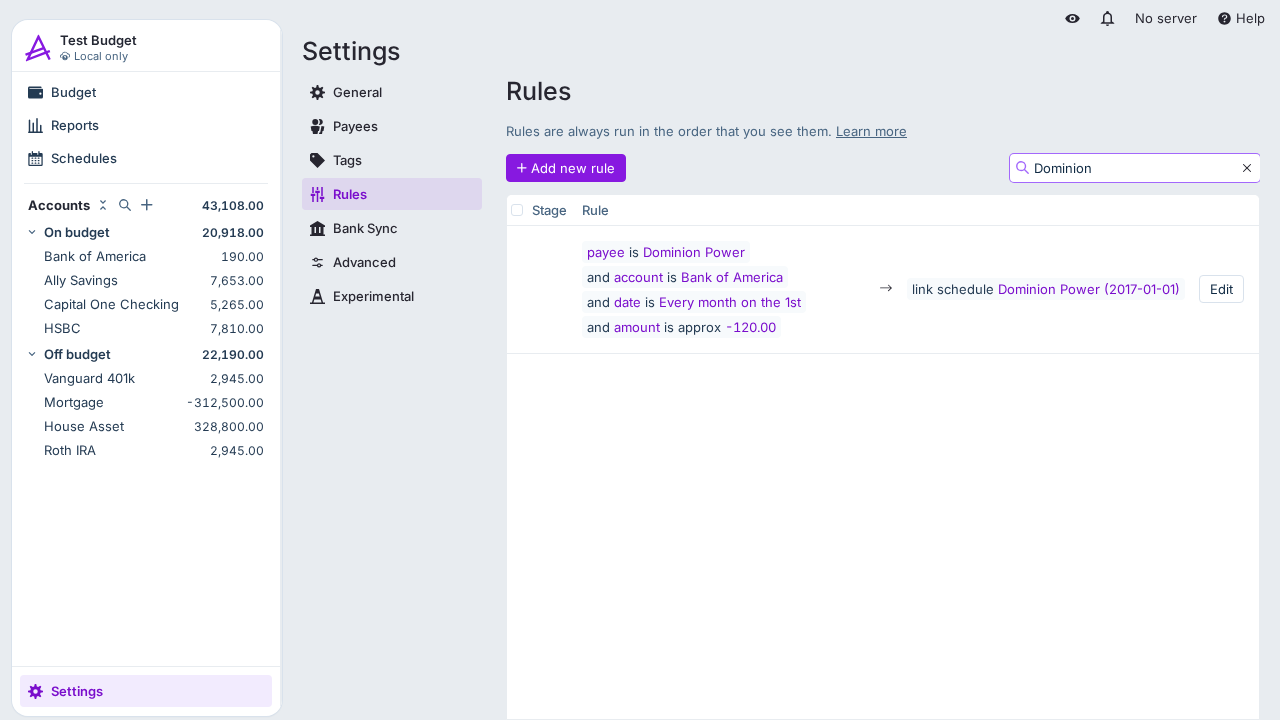 No server
Help
Test Budget
Local only
Budget
Reports
Schedules
Accounts 43,108.00
On budget 20,918.00
Bank of America 190.00
Ally Savings 7,653.00
Capital One Checking 5,265.00
HSBC 7,810.00
Off budget 22,190.00
Vanguard 401k 2,945.00
Mortgage -312,500.00
House Asset 328,800.00
Roth IRA 2,945.00
Settings
Settings
General
Payees
Tags
Rules
Bank Sync
Advanced
Experimental
Rules
Rules are always run in the order that you see them. Learn more
Add new rule
Dominion
Stage Rule
payee is Dominion Power
and account is Bank of America
and date is Every month on the 1st
and amount is approx -120.00
link schedule Dominion Power (2017-01-01)
Edit